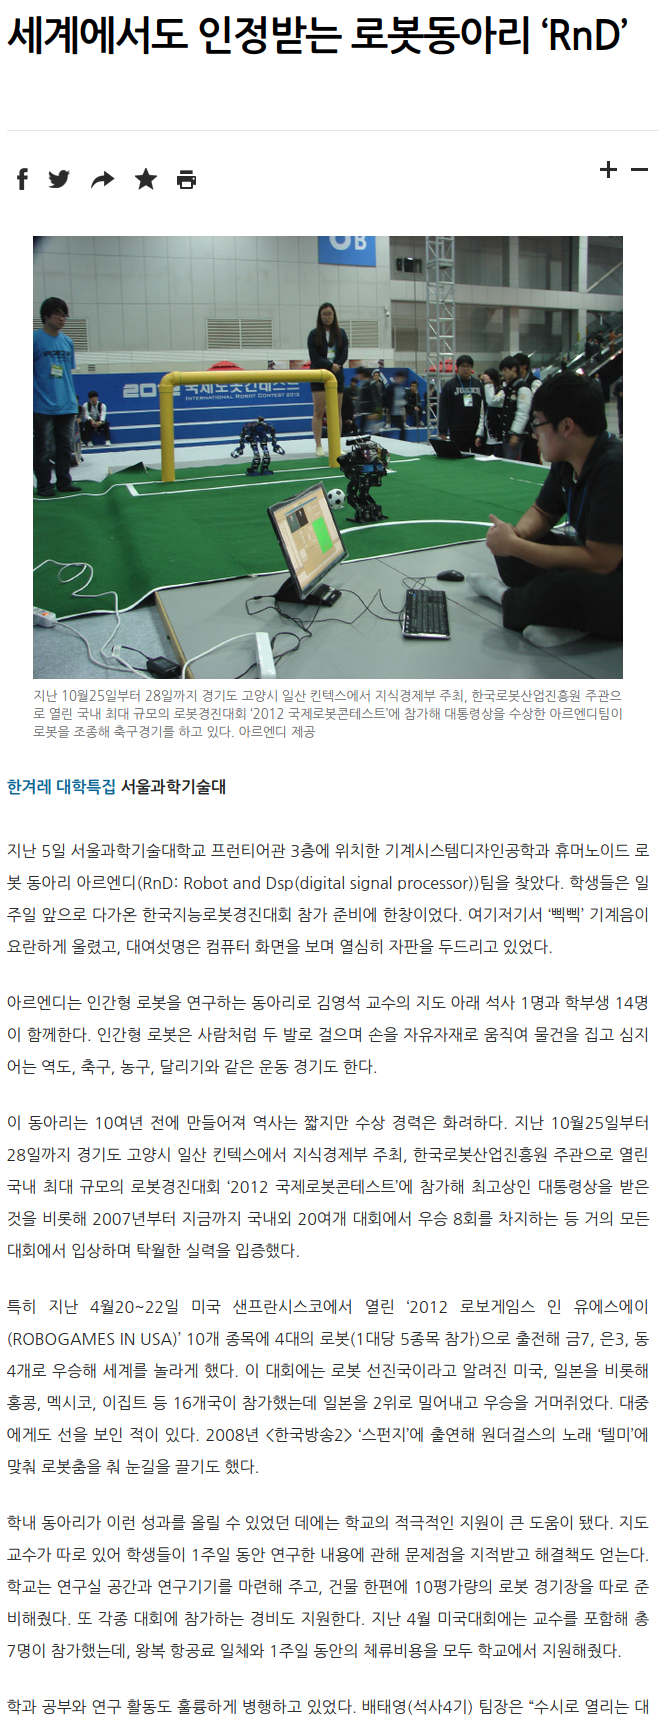 세계에서도 인정받는 로봇동아리 ‘RnD’
OB
2012 국제로봇콘테스트
INTERNATIONAL ROBOT CONTEST 2012
지난 10월25일부터 28일까지 경기도 고양시 일산 킨텍스에서 지식경제부 주최, 한국로봇산업진흥원 주관으
로 열린 국내 최대 규모의 로봇경진대회 ‘2012 국제로봇콘테스트’에 참가해 대통령상을 수상한 아르엔디팀이
로봇을 조종해 축구경기를 하고 있다. 아르엔디 제공
한겨레 대학특집 서울과학기술대
지난 5일 서울과학기술대학교 프런티어관 3층에 위치한 기계시스템디자인공학과 휴머노이드 로
봇 동아리 아르엔디(RnD: Robot and Dsp(digital signal processor))팀을 찾았다. 학생들은 일
주일 앞으로 다가온 한국지능로봇경진대회 참가 준비에 한창이었다. 여기저기서 ‘삑삑’ 기계음이
요란하게 울렸고, 대여섯명은 컴퓨터 화면을 보며 열심히 자판을 두드리고 있었다.
아르엔디는 인간형 로봇을 연구하는 동아리로 김영석 교수의 지도 아래 석사 1명과 학부생 14명
이 함께한다. 인간형 로봇은 사람처럼 두 발로 걸으며 손을 자유자재로 움직여 물건을 집고 심지
어는 역도, 축구, 농구, 달리기와 같은 운동 경기도 한다.
이 동아리는 10여년 전에 만들어져 역사는 짧지만 수상 경력은 화려하다. 지난 10월25일부터
28일까지 경기도 고양시 일산 킨텍스에서 지식경제부 주최, 한국로봇산업진흥원 주관으로 열린
국내 최대 규모의 로봇경진대회 ‘2012 국제로봇콘테스트’에 참가해 최고상인 대통령상을 받은
것을 비롯해 2007년부터 지금까지 국내외 20여개 대회에서 우승 8회를 차지하는 등 거의 모든
대회에서 입상하며 탁월한 실력을 입증했다.
특히 지난 4월20~22일 미국 샌프란시스코에서 열린 ‘2012 로보게임스 인 유에스에이
(ROBOGAMES IN USA)’ 10개 종목에 4대의 로봇(1대당 5종목 참가)으로 출전해 금7, 은3, 동
4개로 우승해 세계를 놀라게 했다. 이 대회에는 로봇 선진국이라고 알려진 미국, 일본을 비롯해
홍콩, 멕시코, 이집트 등 16개국이 참가했는데 일본을 2위로 밀어내고 우승을 거머쥐었다. 대중
에게도 선을 보인 적이 있다. 2008년 <한국방송2> ‘스펀지’에 출연해 원더걸스의 노래 ‘텔미’에
맞춰 로봇춤을 춰 눈길을 끌기도 했다.
학내 동아리가 이런 성과를 올릴 수 있었던 데에는 학교의 적극적인 지원이 큰 도움이 됐다. 지도
교수가 따로 있어 학생들이 1주일 동안 연구한 내용에 관해 문제점을 지적받고 해결책도 얻는다.
학교는 연구실 공간과 연구기기를 마련해 주고, 건물 한편에 10평가량의 로봇 경기장을 따로 준
비해줬다. 또 각종 대회에 참가하는 경비도 지원한다. 지난 4월 미국대회에는 교수를 포함해 총
7명이 참가했는데, 왕복 항공료 일체와 1주일 동안의 체류비용을 모두 학교에서 지원해줬다.
학과 공부와 연구 활동도 훌륭하게 병행하고 있었다. 배태영(석사4기) 팀장은 “수시로 열리는 대